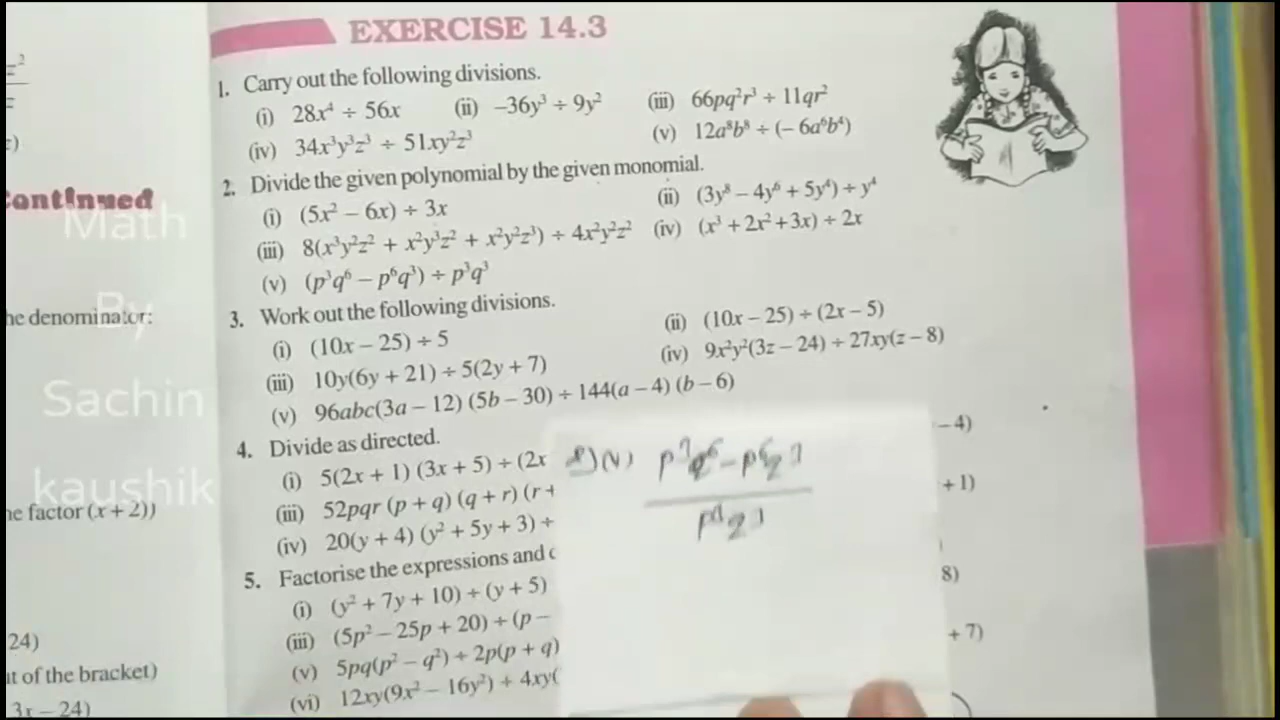 EXERCISE 14.3
1. Carry out the following divisions.
(i) 28x⁴ ÷ 56x (ii) –36y³ ÷ 9y² (iii) 66pq²r³ ÷ 11qr²
(iv) 34x³y³z³ ÷ 51xy²z³ (v) 12a⁸b⁸ ÷ (– 6a⁶b⁴)
2. Divide the given polynomial by the given monomial.
(i) (5x² – 6x) ÷ 3x (ii) (3y⁸ – 4y⁶ + 5y⁴) ÷ y⁴
(iii) 8(x³y²z² + x²y³z² + x²y²z³) ÷ 4x²y²z² (iv) (x³ + 2x² + 3x) ÷ 2x
(v) (p³q⁶ – p⁶q³) ÷ p³q³
3. Work out the following divisions.
(i) (10x – 25) ÷ 5 (ii) (10x – 25) ÷ (2x – 5)
(iii) 10y(6y + 21) ÷ 5(2y + 7) (iv) 9x²y²(3z – 24) ÷ 27xy(z – 8)
(v) 96abc(3a – 12) (5b – 30) ÷ 144(a – 4) (b – 6)
4. Divide as directed.
(i) 5(2x + 1) (3x + 5) ÷ (2x – 4)
(iii) 52pqr (p + q) (q + r) (r + + 1)
(iv) 20(y + 4) (y² + 5y + 3) ÷
5. Factorise the expressions and
(i) (y² + 7y + 10) ÷ (y + 5) 8)
(iii) (5p² – 25p + 20) ÷ (p – + 7)
(v) 5pq(p² – q²) ÷ 2p(p + q)
(vi) 12xy(9x² – 16y²) ÷ 4xy(
2)(v) p³q⁶ – p⁶q³
p³q³
Continued
he denominator:
he factor (x + 2))
24)
t of the bracket)
3x – 24)
Math
By
Sachin
kaushik